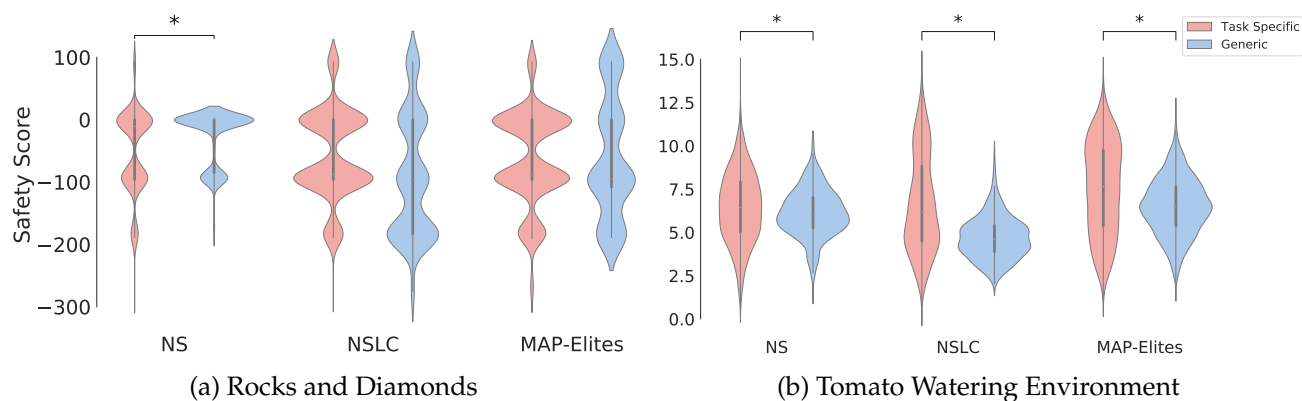 *
100
0
−100
−200
−300
Safety Score
NS
NSLC
MAP-Elites
(a) Rocks and Diamonds
*
*
*
Task Specific
Generic
15.0
12.5
10.0
7.5
5.0
2.5
0.0
NS
NSLC
MAP-Elites
(b) Tomato Watering Environment